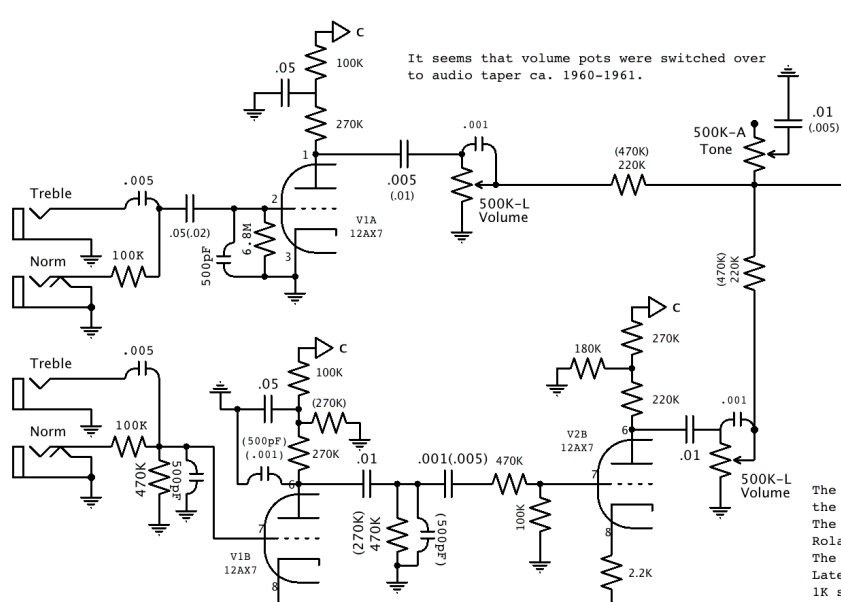 C
.05
100K
It seems that volume pots were switched over
to audio taper ca. 1960-1961.
270K
.01
(.005)
500K-A
Tone
1
.001
.005
(.01)
(470K)
220K
Treble
.005
2
500K-L
Volume
V1A
12AX7
.05(.02)
6.8M
500pF
3
Norm
100K
(470K)
220K
C
270K
180K
220K
Treble
.005
C
.05
100K
(270K)
.001
6
V2B
12AX7
.01
Norm
100K
(500pF)
(.001)
270K
470K
500pF
.01
.001(.005)
470K
7
500K-L
Volume
6
7
(270K)
470K
(500pF)
100K
8
V1B
12AX7
8
2.2K
The
the
The
Rola
The
Late
1K s